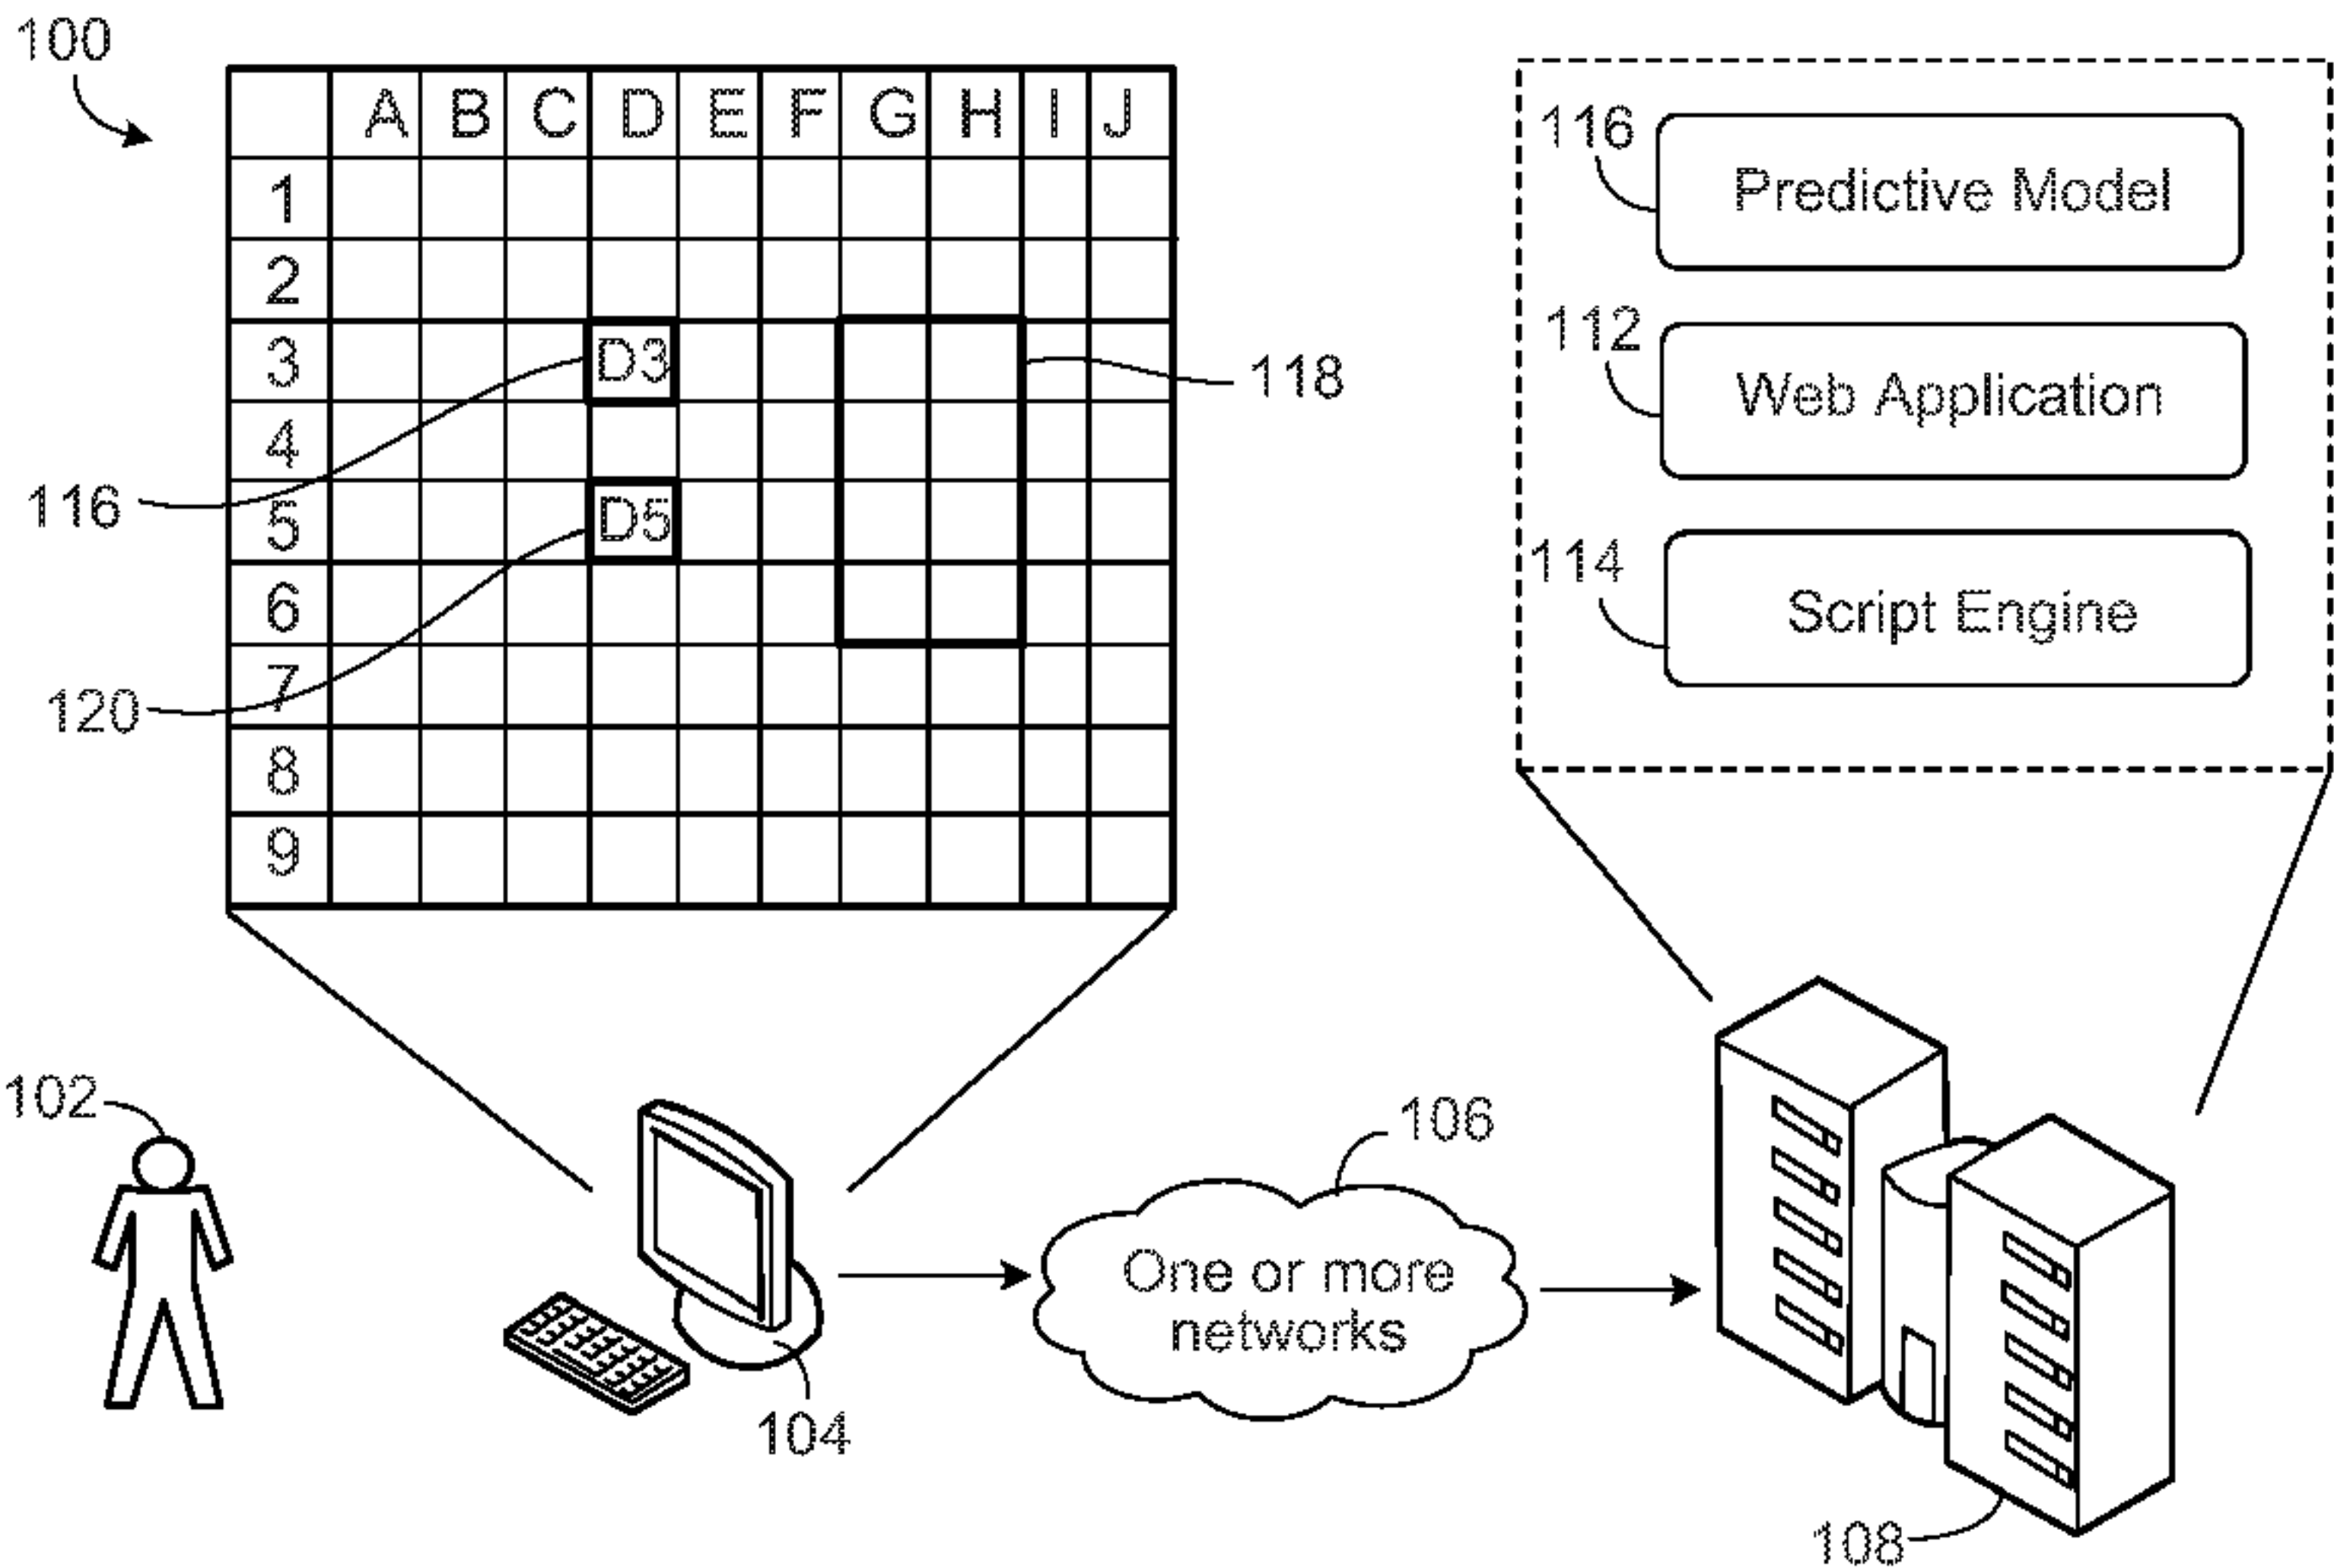 100
A B C D E F G H I J
1
2
3 D3
4
5 D5
6
7
8
9
116
120
118
116
Predictive Model
112
Web Application
114
Script Engine
102
104
106
One or more
networks
108